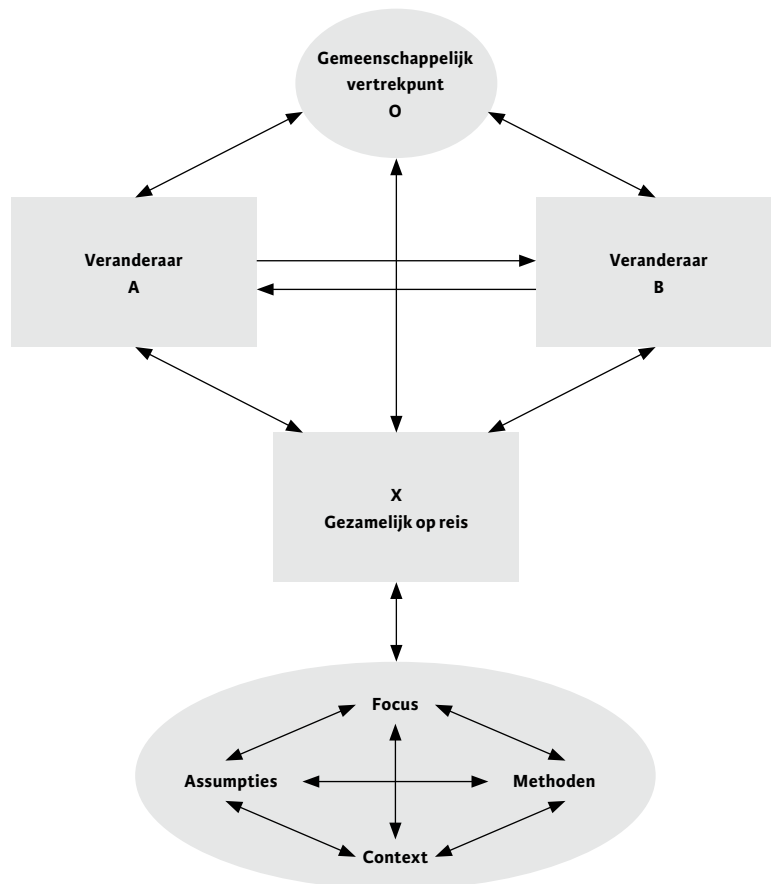 Gemeenschappelijk
vertrekpunt
O
Veranderaar
A
Veranderaar
B
X
Gezamelijk op reis
Focus
Assumpties
Methoden
Context